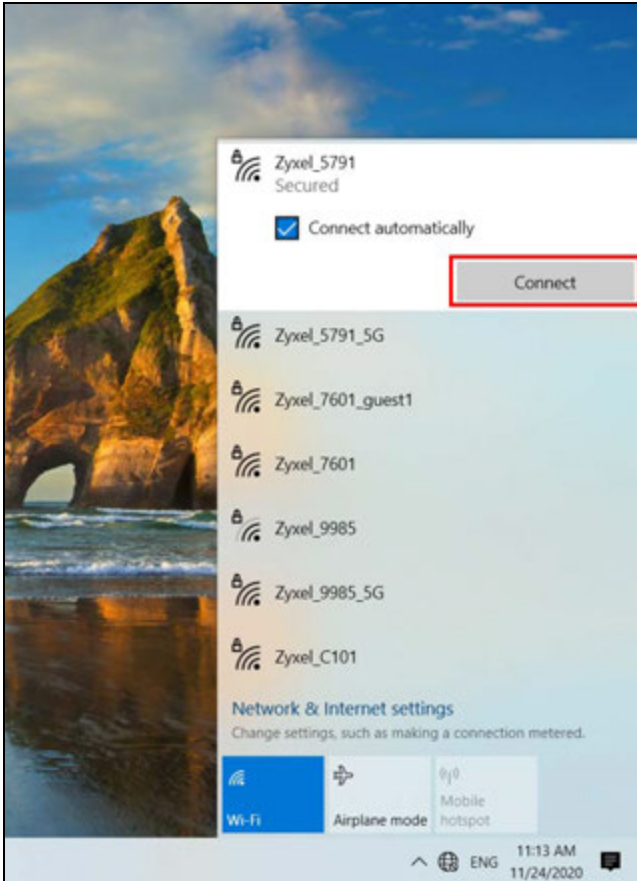 Zyxel_5791
Secured
Connect automatically
Connect
Zyxel_5791_5G
Zyxel_7601_guest1
Zyxel_7601
Zyxel_9985
Zyxel_9985_5G
Zyxel_C101
Network & Internet settings
Change settings, such as making a connection metered.
Wi-Fi
Airplane mode
Mobile
hotspot
ENG
11:13 AM
11/24/2020